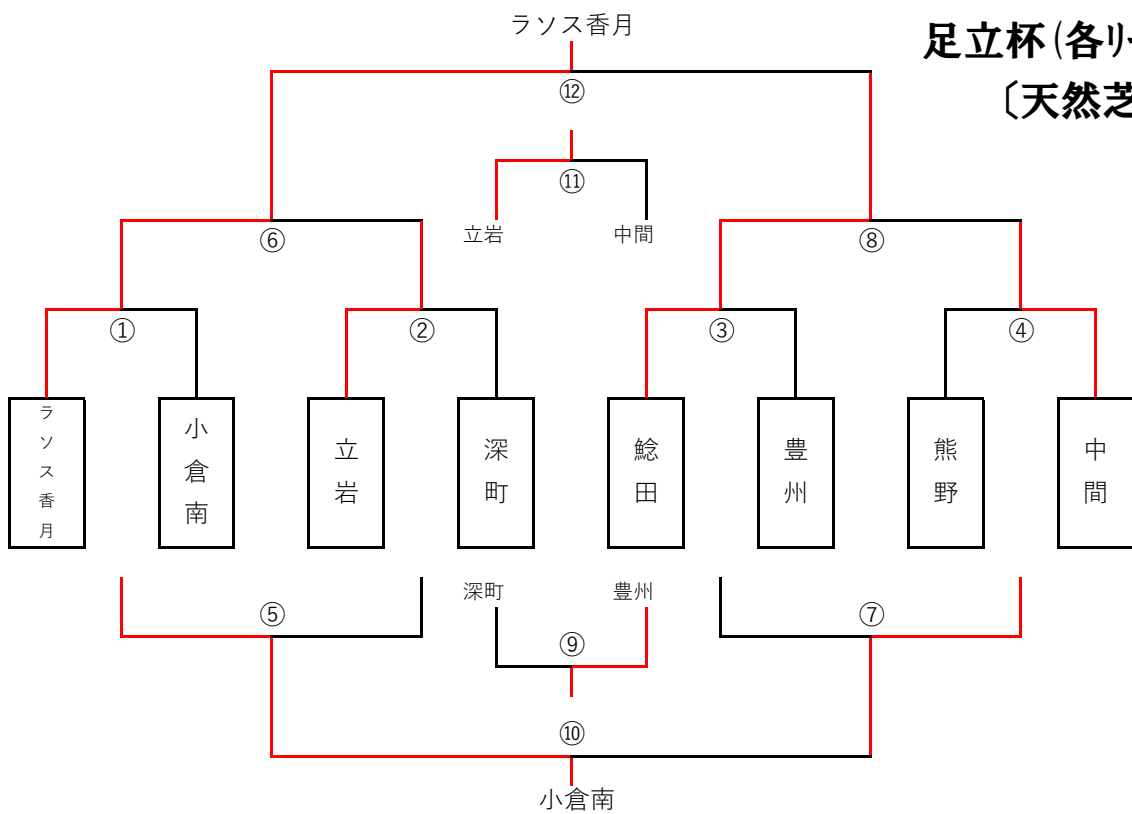 ラソス香月
足立杯(各リー
〔天然芝
⑫
⑪
立岩
中間
⑥
⑧
①
②
③
④
ラソス香月
小倉南
立岩
深町
鯰田
豊州
熊野
中間
深町
豊州
⑤
⑦
⑨
⑩
小倉南